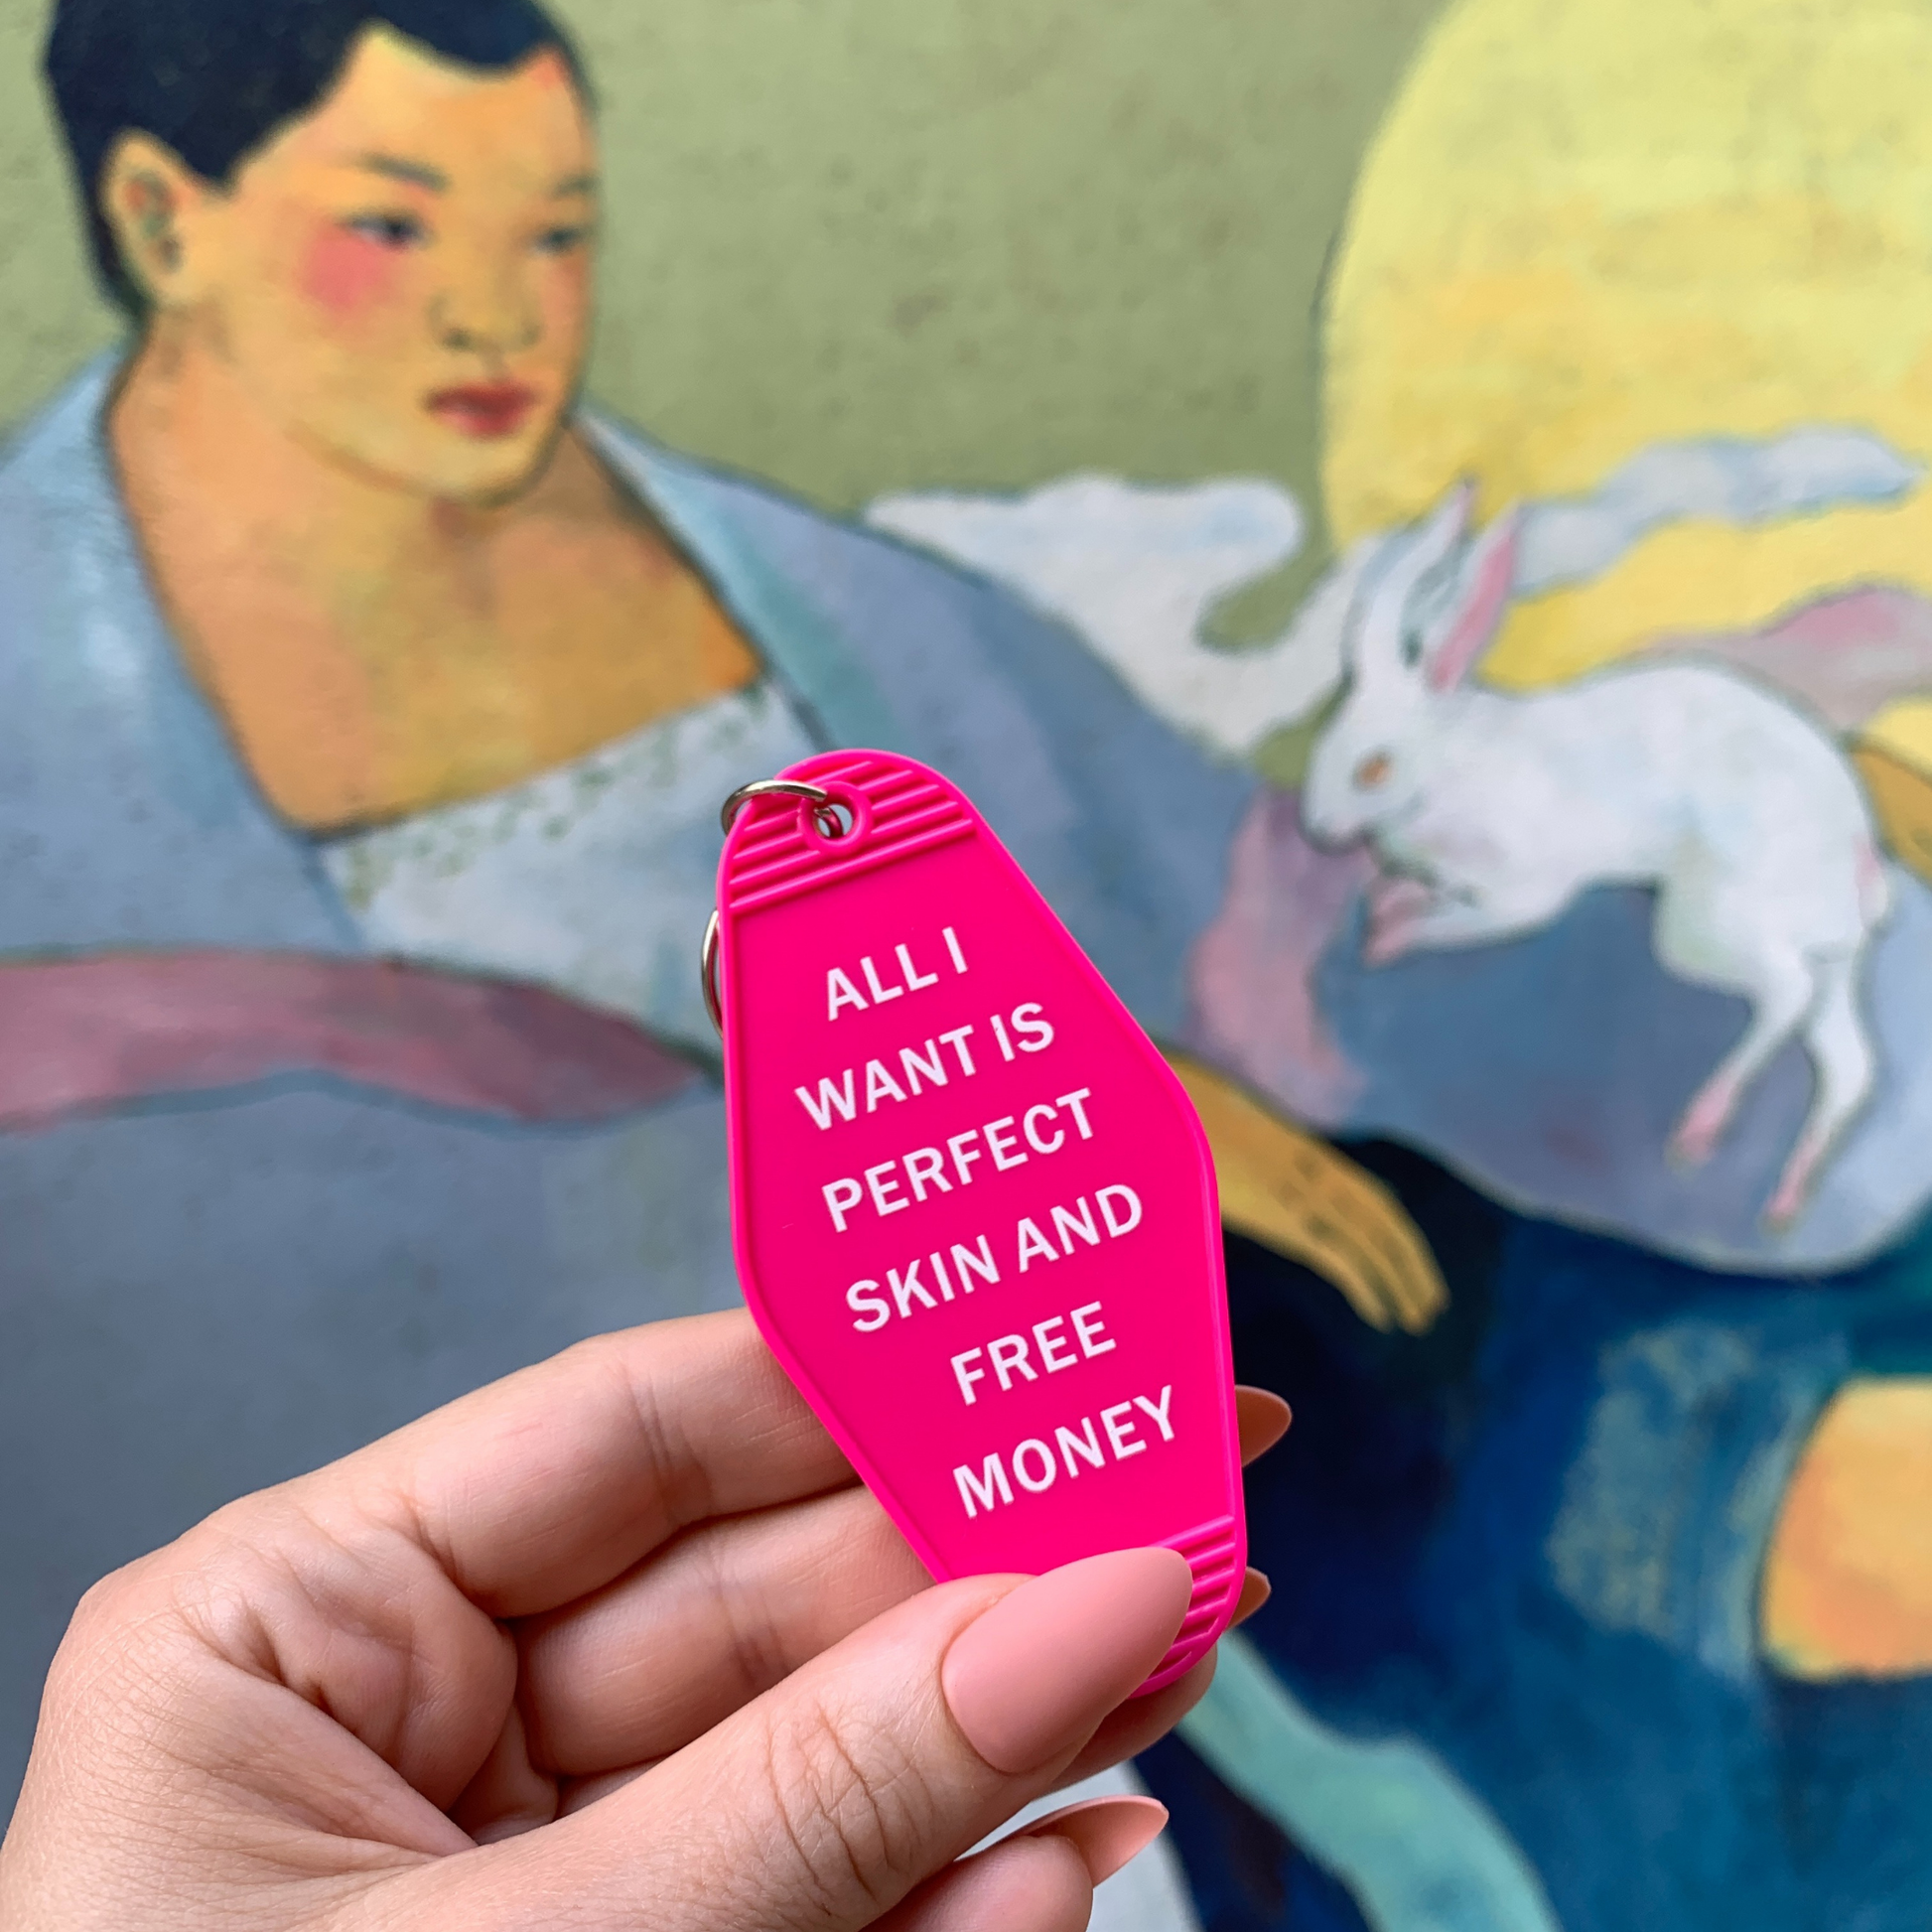 ALL I
WANT IS
PERFECT
SKIN AND
FREE
MONEY